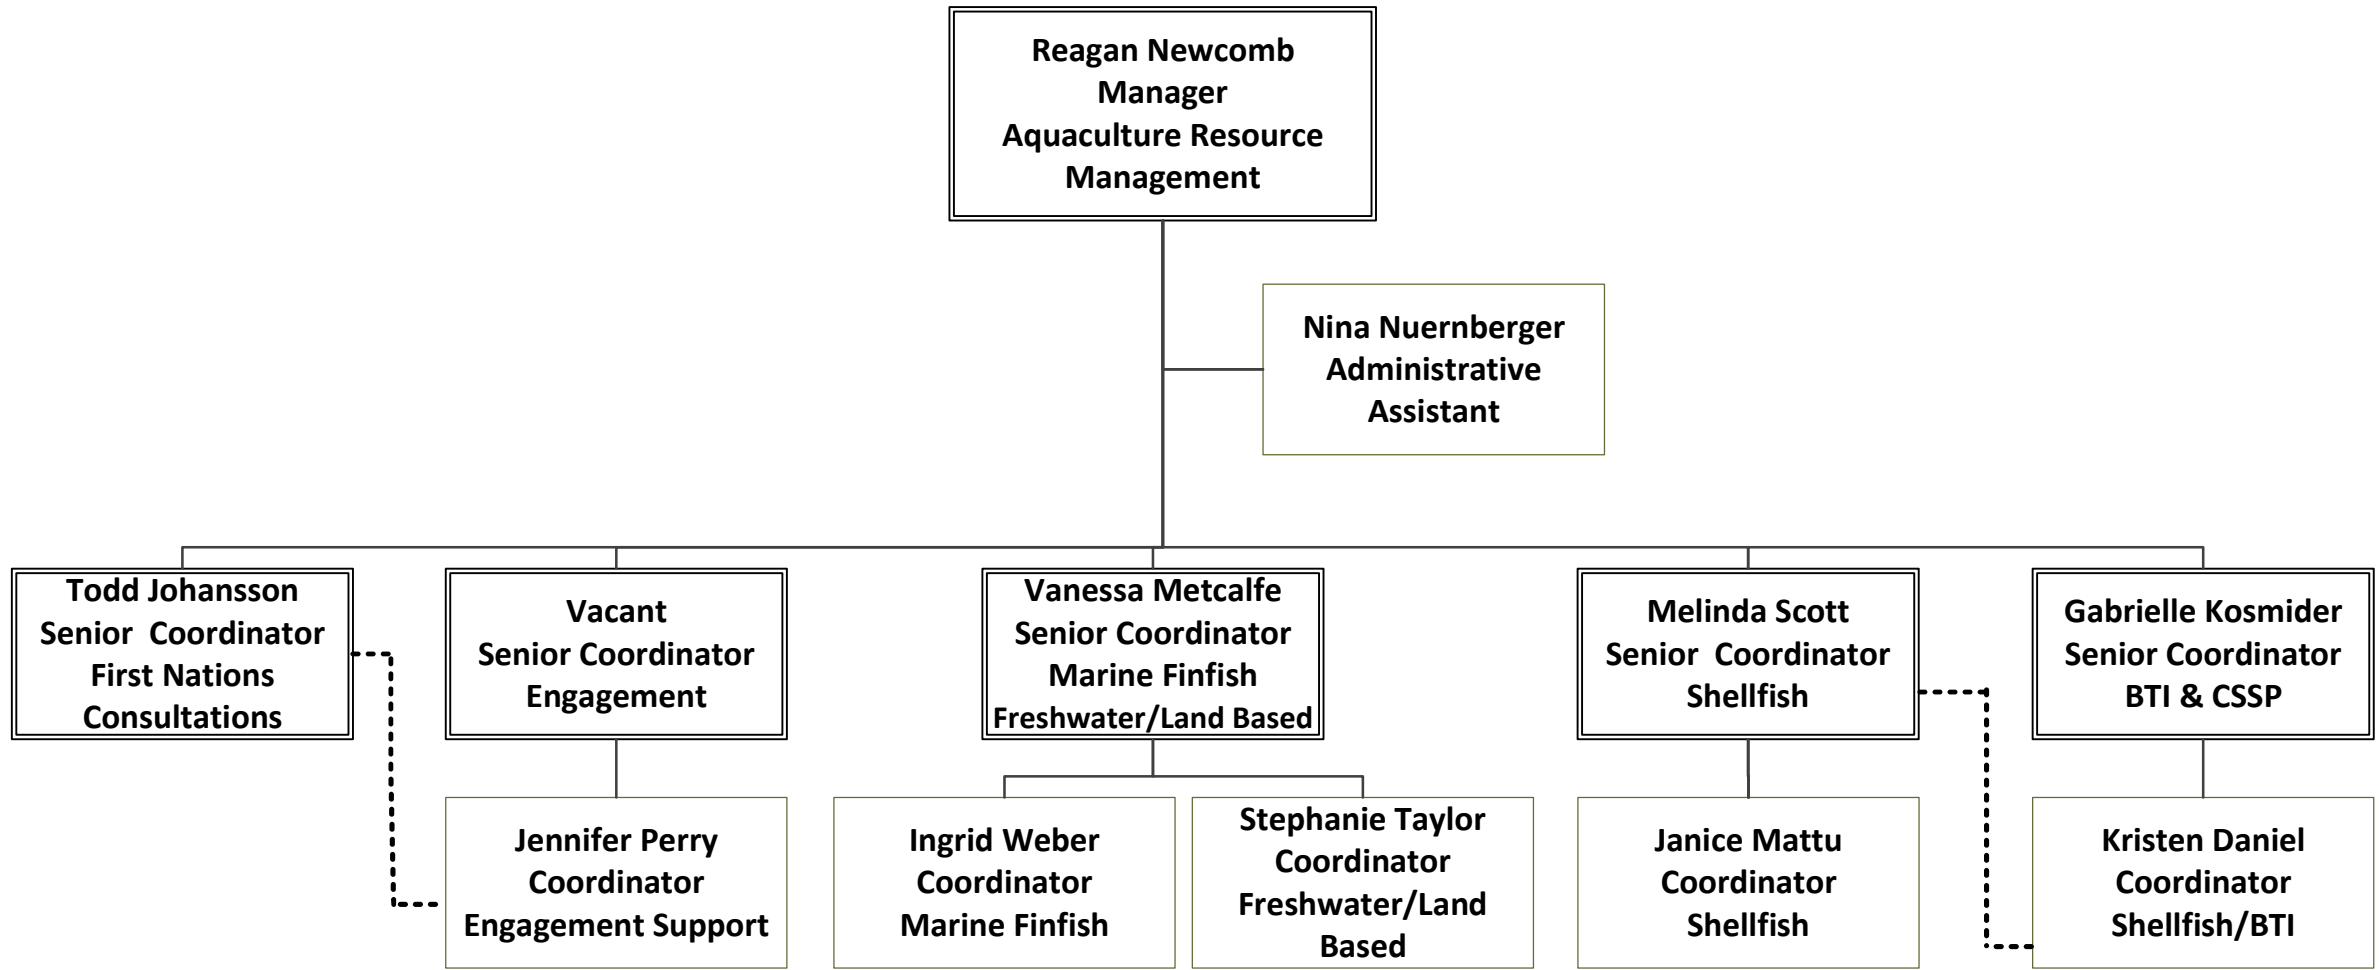 Reagan Newcomb
Manager
Aquaculture Resource
Management
Nina Nuernberger
Administrative
Assistant
Todd Johansson
Senior  Coordinator
First Nations
Consultations
Vacant
Senior Coordinator
Engagement
Vanessa Metcalfe
Senior Coordinator
Marine Finfish
Freshwater/Land Based
Melinda Scott
Senior  Coordinator
Shellfish
Gabrielle Kosmider
Senior Coordinator
BTI & CSSP
Jennifer Perry
Coordinator
Engagement Support
Ingrid Weber
Coordinator
Marine Finfish
Stephanie Taylor
Coordinator
Freshwater/Land
Based
Janice Mattu
Coordinator
Shellfish
Kristen Daniel
Coordinator
Shellfish/BTI